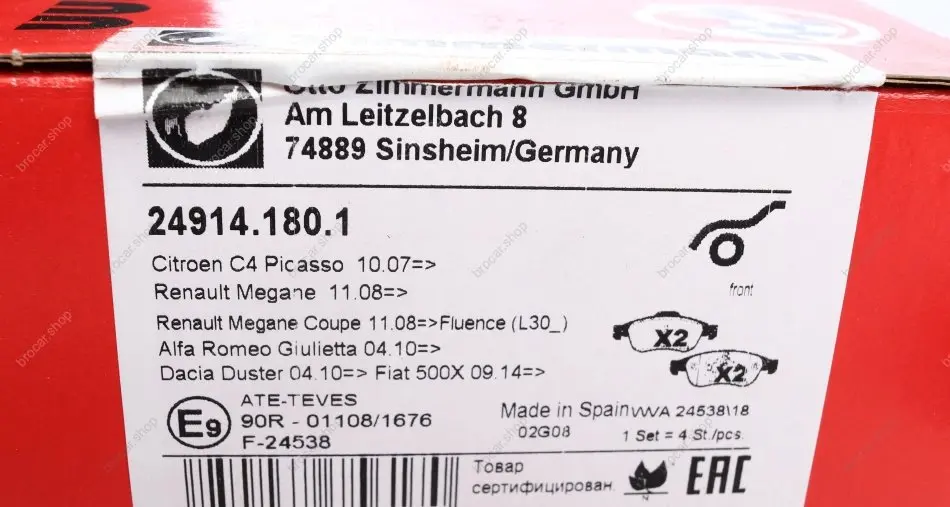 Otto Zimmermann GmbH
Am Leitzelbach 8
74889 Sinsheim/Germany
24914.180.1
Citroen C4 Picasso 10.07=>
Renault Megane 11.08=>
front
Renault Megane Coupe 11.08=>Fluence (L30_)
X2
Alfa Romeo Giulietta 04.10=>
Dacia Duster 04.10=> Fiat 500X 09.14=>
X2
E9
ATE-TEVES
90R - 01108/1676
F-24538
Made in Spain WVA 24538\18
02G08 1 Set = 4 St./pcs.
Товар
сертифицирован.
EAC
brocar.shop